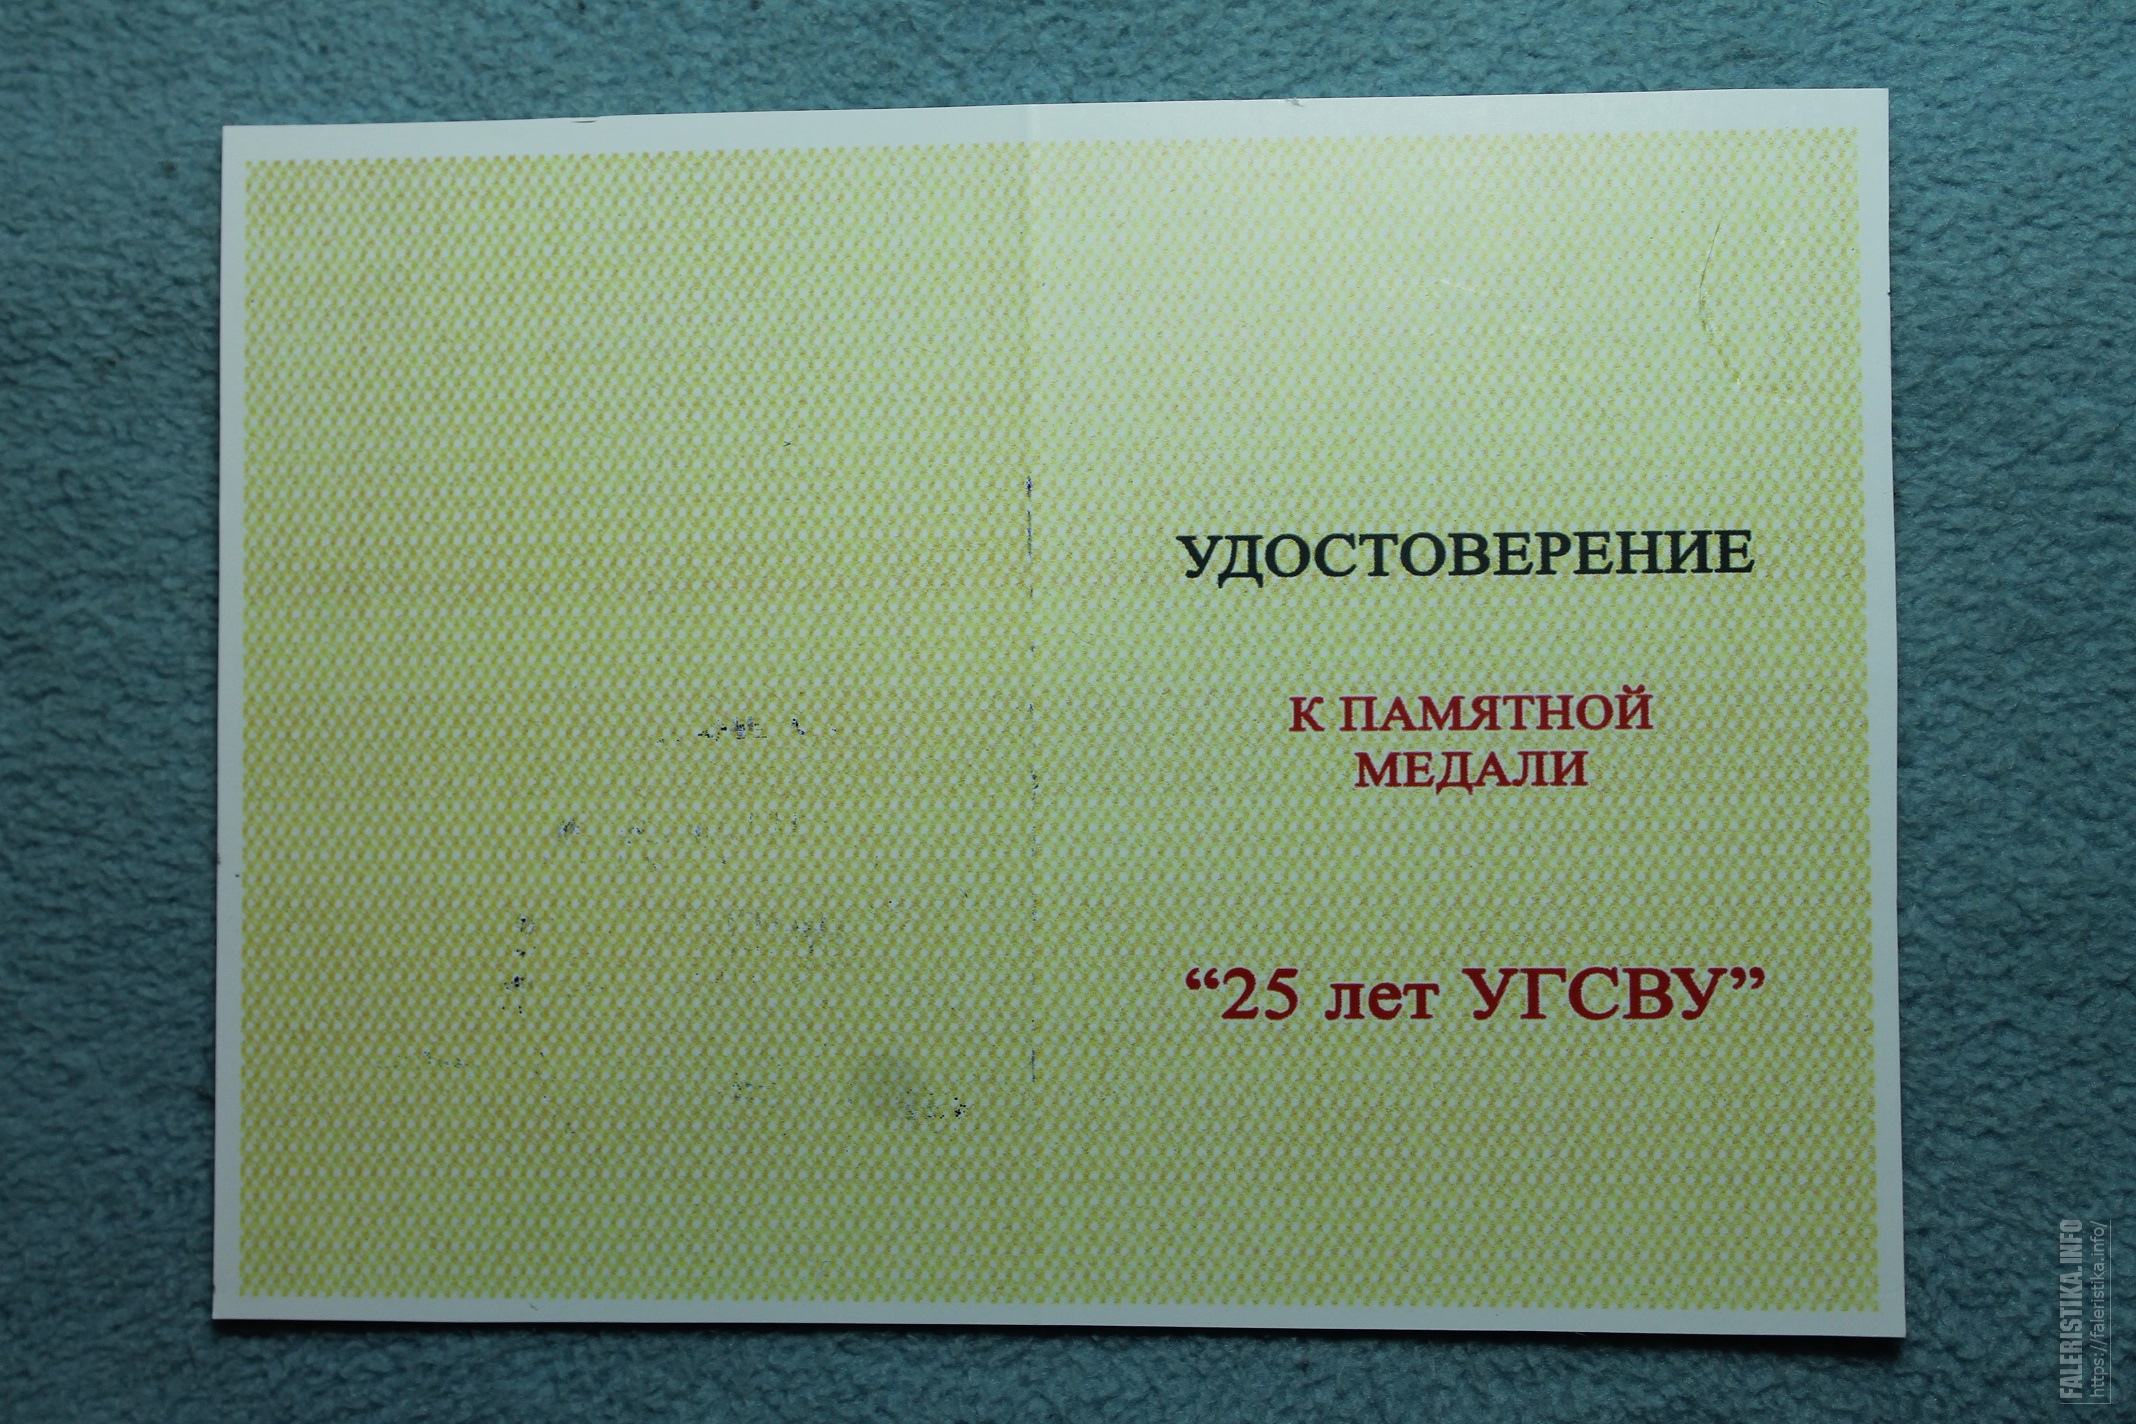 УДОСТОВЕРЕНИЕ
К ПАМЯТНОЙ
МЕДАЛИ
“25 лет УГСВУ”
FALERISTIKA.INFO
https://faleristika.info/